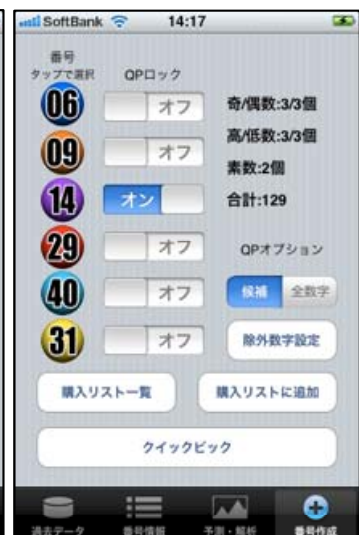 SoftBank 14:17
番号
タップで選択 QPロック
06 オフ 奇/偶数:3/3個
高/低数:3/3個
09 オフ
素数:2個
14 オン 合計:129
29 オフ QPオプション
40 オフ 候補 全数字
31 オフ 除外数字設定
購入リスト一覧 購入リストに追加
クイックピック
過去データ 番号情報 予測・解析 番号作成